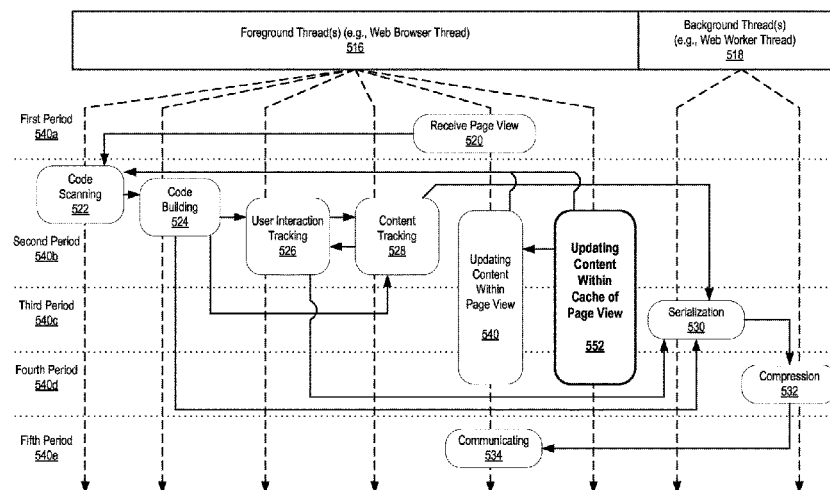 Foreground Thread(s) (e.g., Web Browser Thread)
516
Background Thread(s)
(e.g., Web Worker Thread)
518
First Period
540a
Receive Page View
520
Code
Scanning
522
Code
Building
524
User Interaction
Tracking
526
Content
Tracking
528
Second Period
540b
Updating
Content
Within
Page View
540
Updating
Content
Within
Cache of
Page View
552
Third Period
540c
Serialization
530
Fourth Period
540d
Compression
532
Fifth Period
540e
Communicating
534